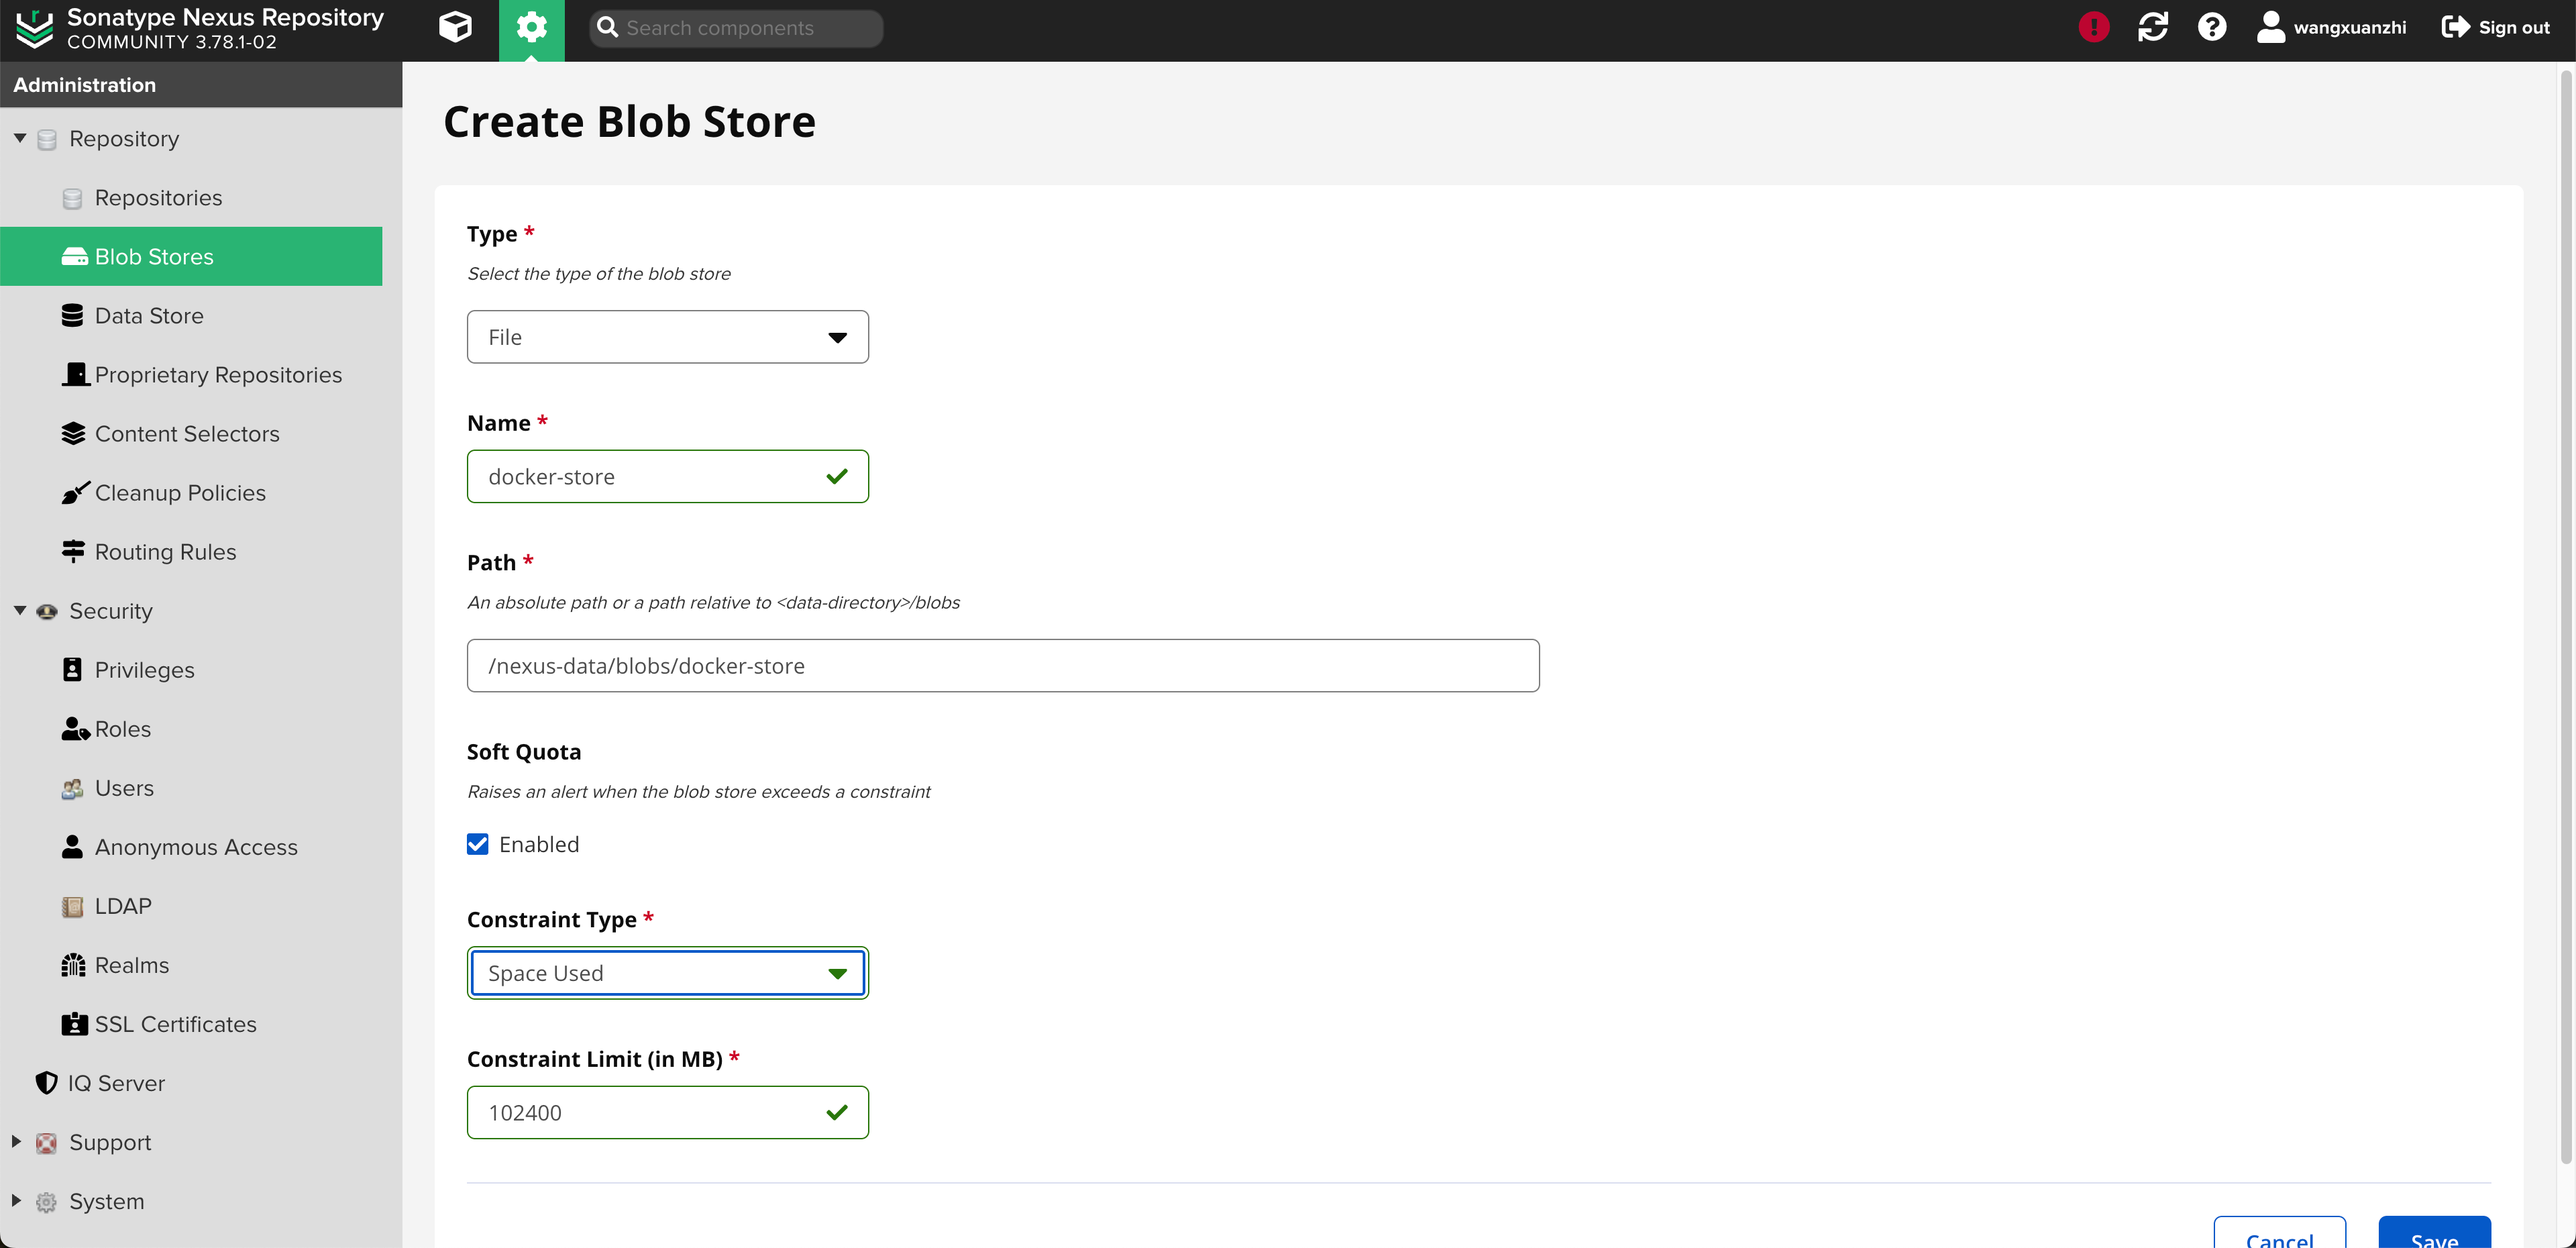 Sonatype Nexus Repository
COMMUNITY 3.78.1-02
Search components
wangxuanzhi
Sign out
Administration
Repository
Repositories
Blob Stores
Data Store
Proprietary Repositories
Content Selectors
Cleanup Policies
Routing Rules
Security
Privileges
Roles
Users
Anonymous Access
LDAP
Realms
SSL Certificates
IQ Server
Support
System
Create Blob Store
Type *
Select the type of the blob store
File
Name *
docker-store
Path *
An absolute path or a path relative to <data-directory>/blobs
/nexus-data/blobs/docker-store
Soft Quota
Raises an alert when the blob store exceeds a constraint
Enabled
Constraint Type *
Space Used
Constraint Limit (in MB) *
102400
Cancel
Save